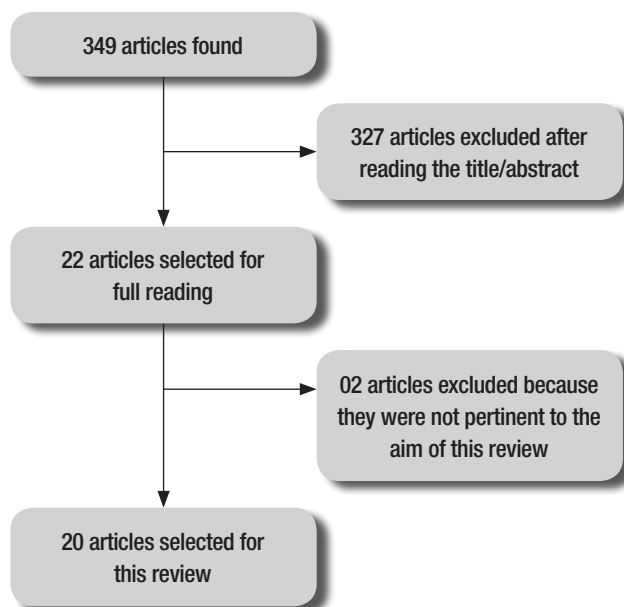 349 articles found
327 articles excluded after
reading the title/abstract
22 articles selected for
full reading
02 articles excluded because
they were not pertinent to the
aim of this review
20 articles selected for
this review